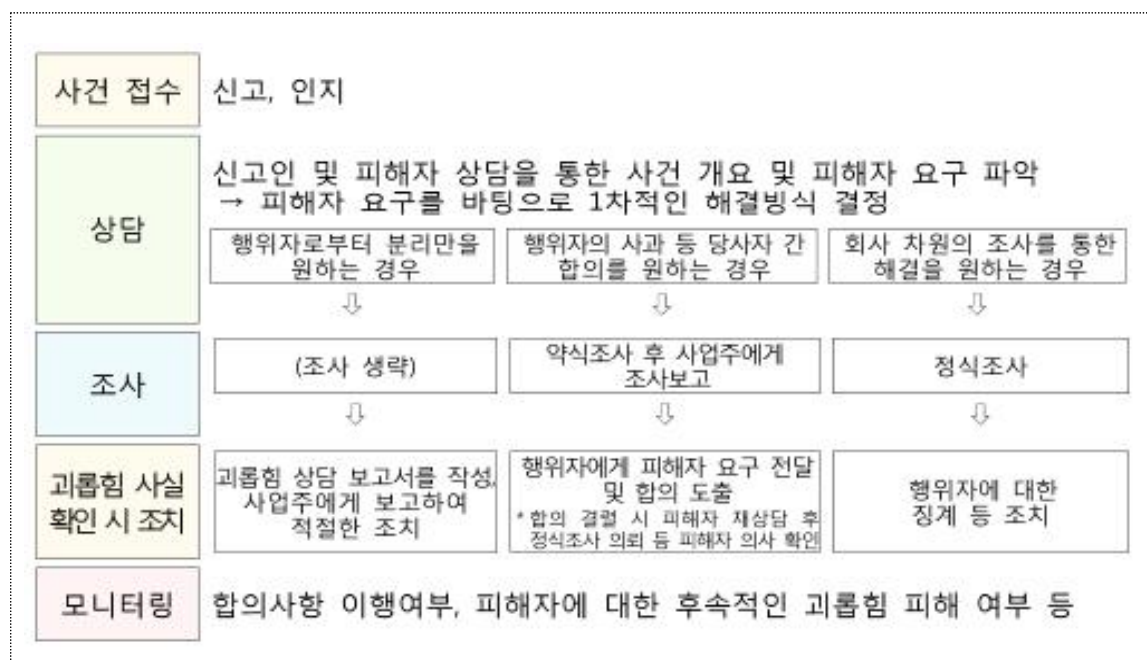 사건 접수
신고, 인지
상담
신고인 및 피해자 상담을 통한 사건 개요 및 피해자 요구 파악
→ 피해자 요구를 바탕으로 1차적인 해결방식 결정
행위자로부터 분리만을
원하는 경우
행위자의 사과 등 당사자 간
합의를 원하는 경우
회사 차원의 조사를 통한
해결을 원하는 경우
조사
(조사 생략)
약식조사 후 사업주에게
조사보고
정식조사
괴롭힘 사실
확인 시 조치
괴롭힘 상담 보고서를 작성,
사업주에게 보고하여
적절한 조치
행위자에게 피해자 요구 전달
및 합의 도출
* 합의 결렬 시 피해자 재상담 후
정식조사 의뢰 등 피해자 의사 확인
행위자에 대한
징계 등 조치
모니터링
합의사항 이행여부, 피해자에 대한 후속적인 괴롭힘 피해 여부 등